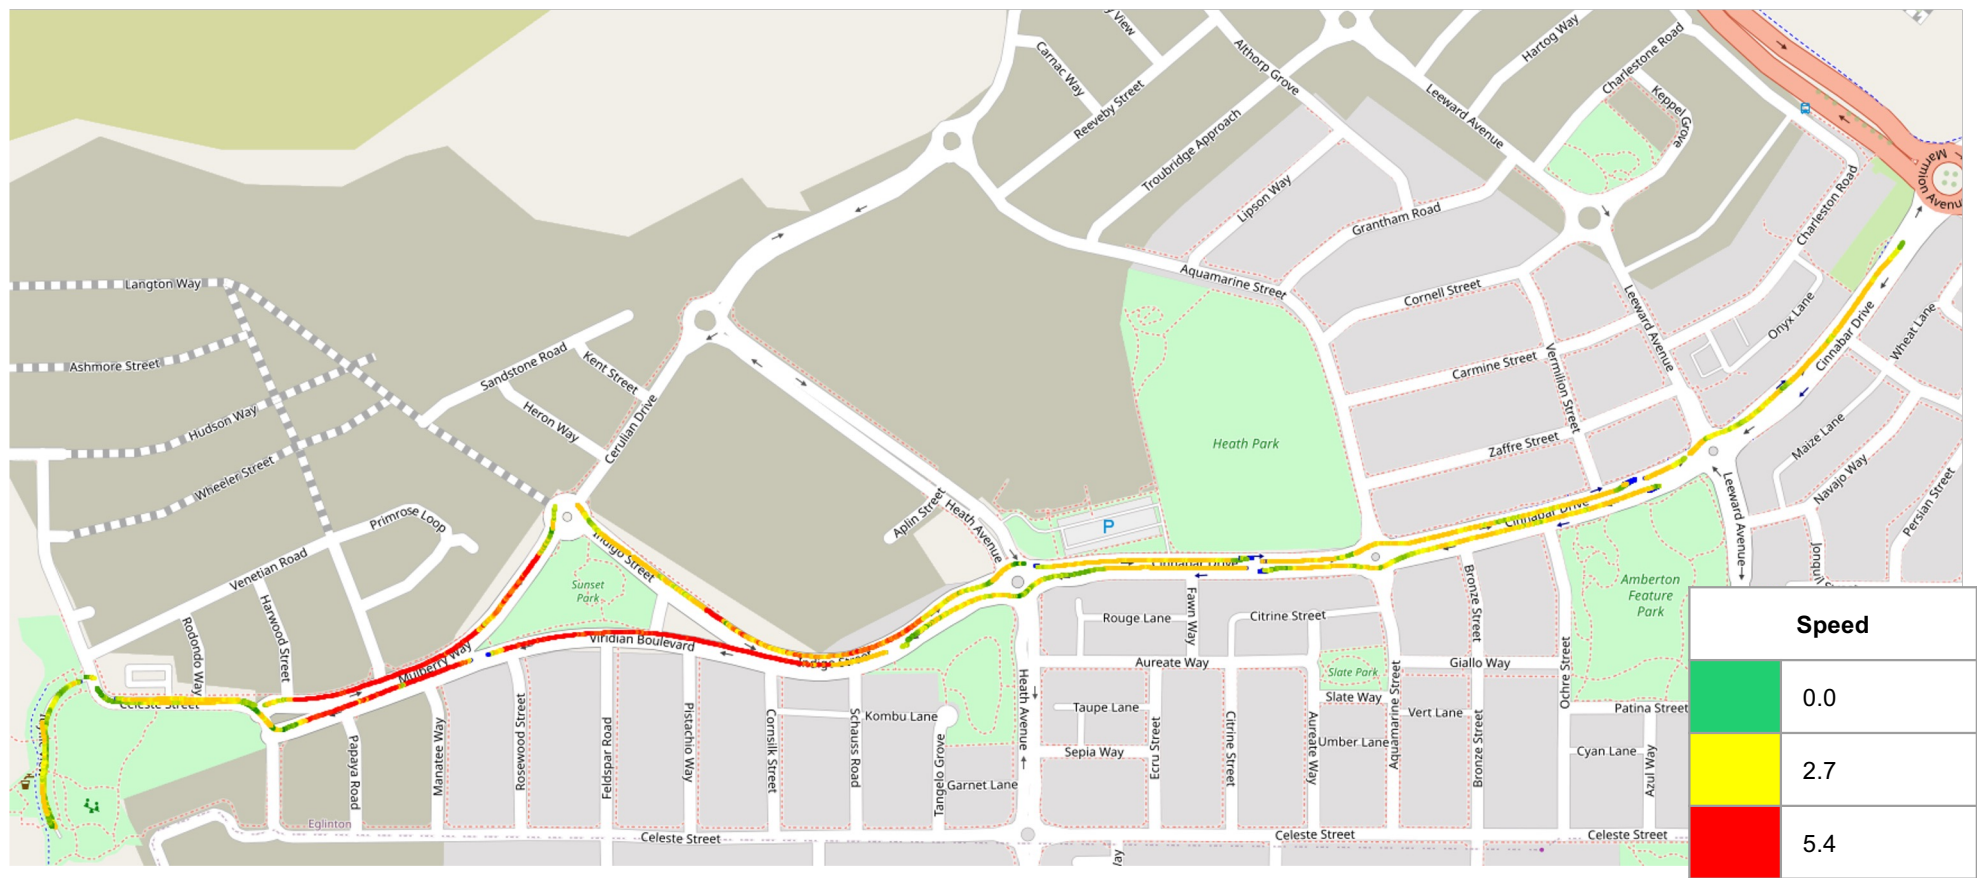 Carnac Way
Reeveby Street
Althorp Grove
Troubridge Approach
Leeward Avenue
Hartog Way
Charlestone Road
Keppel Grove
Marmion
Lipson Way
Grantham Road
Charleston Road
Aquamarine Street
Cornell Street
Leeward Avenue
Onyx Lane
Cinnabar Drive
Wheat Lane
Langton Way
Ashmore Street
Sandstone Road
Kent Street
Hudson Way
Heron Way
Cerulian Drive
Carmine Street
Vermilion Street
Heath Park
Zaffre Street
Maize Lane
Navajo Way
Persian Street
Wheeler Street
Primrose Loop
Aplin Street
Heath Avenue
P
Cinnabar Drive
Leeward Avenue
Indigo Street
Venetian Road
Sunset
Park
Cinnabar Drive
Amberton
Feature
Park
Bronze Street
Rodondo Way
Harwood Street
Viridian Boulevard
Mulberry Way
Indigo Street
Rouge Lane
Fawn Way
Citrine Street
Aureate Way
Giallo Way
Slate Park
Slate Way
Ochre Street
Celeste Street
Papaya Road
Manatee Way
Rosewood Street
Feldspar Road
Pistachio Way
Cornsilk Street
Schauss Road
Kombu Lane
Tangelo Grove
Garnet Lane
Heath Avenue
Taupe Lane
Sepia Way
Ecru Street
Citrine Street
Aureate Way
Umber Lane
Aquamarine Street
Vert Lane
Bronze Street
Patina Street
Cyan Lane
Azul Way
Eglinton
Celeste Street
Celeste Street
Celeste Street
Speed
0.0
2.7
5.4